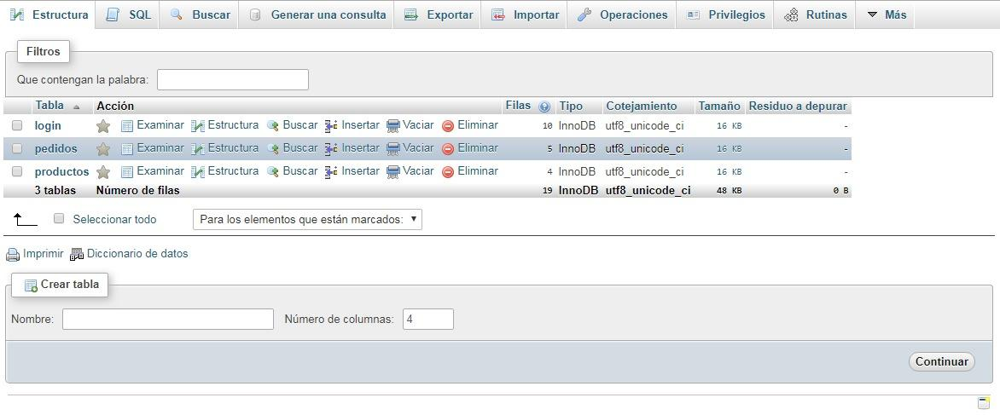 Estructura SQL Buscar Generar una consulta Exportar Importar Operaciones Privilegios Rutinas Más
Filtros
Que contengan la palabra:
Tabla Acción Filas Tipo Cotejamiento Tamaño Residuo a depurar
login Examinar Estructura Buscar Insertar Vaciar Eliminar 10 InnoDB utf8_unicode_ci 16 KB -
pedidos Examinar Estructura Buscar Insertar Vaciar Eliminar 5 InnoDB utf8_unicode_ci 16 KB -
productos Examinar Estructura Buscar Insertar Vaciar Eliminar 4 InnoDB utf8_unicode_ci 16 KB -
3 tablas Número de filas 19 InnoDB utf8_unicode_ci 48 KB 0 B
Seleccionar todo Para los elementos que están marcados:
Imprimir Diccionario de datos
Crear tabla
Nombre: Número de columnas: 4
Continuar